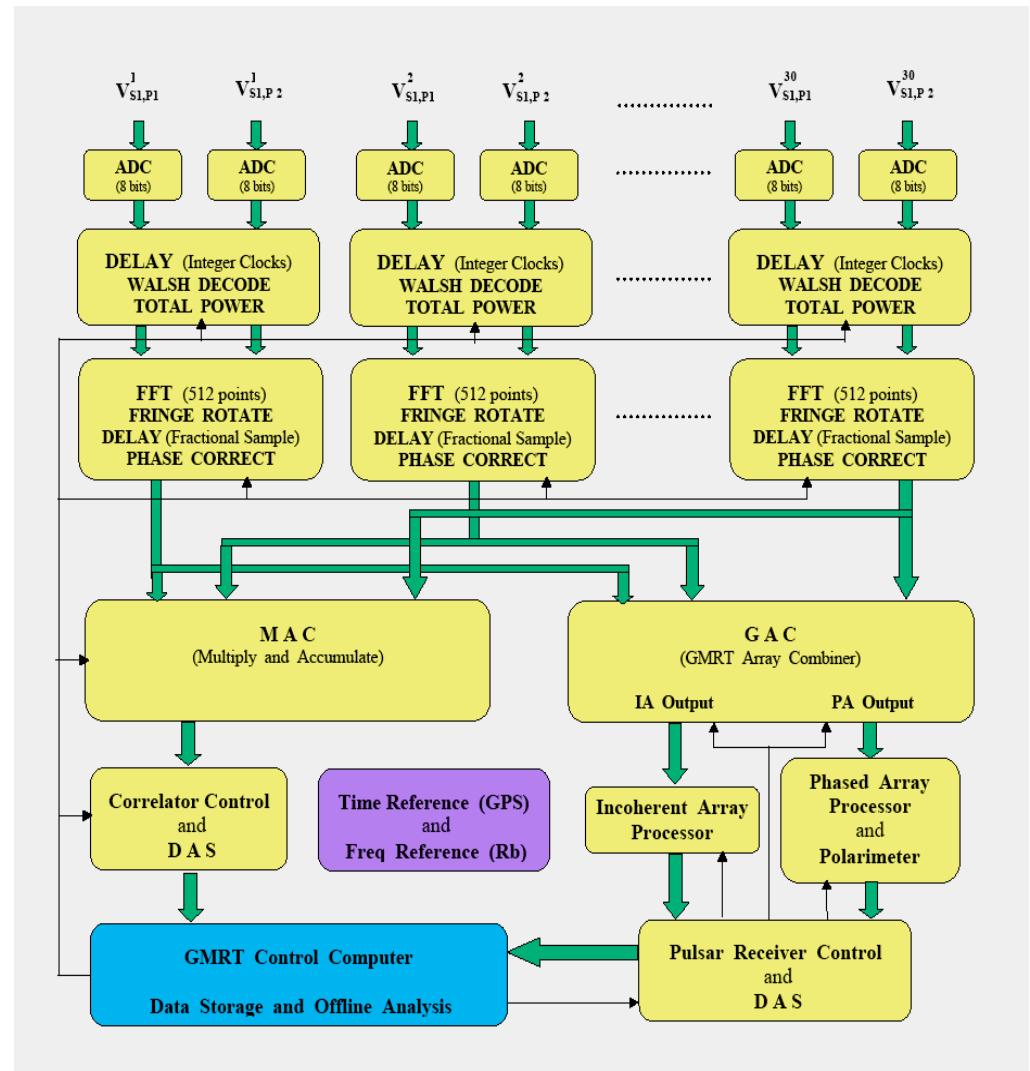 V¹S1,P1 V¹S1,P 2 V²S1,P1 V²S1,P 2 V³⁰S1,P1 V³⁰S1,P 2
ADC ADC ADC ADC ADC ADC
(8 bits) (8 bits) (8 bits) (8 bits) (8 bits) (8 bits)
DELAY (Integer Clocks)
WALSH DECODE
TOTAL POWER
DELAY (Integer Clocks)
WALSH DECODE
TOTAL POWER
DELAY (Integer Clocks)
WALSH DECODE
TOTAL POWER
FFT (512 points)
FRINGE ROTATE
DELAY (Fractional Sample)
PHASE CORRECT
FFT (512 points)
FRINGE ROTATE
DELAY (Fractional Sample)
PHASE CORRECT
FFT (512 points)
FRINGE ROTATE
DELAY (Fractional Sample)
PHASE CORRECT
M A C
(Multiply and Accumulate)
G A C
(GMRT Array Combiner)
IA Output PA Output
Correlator Control
and
D A S
Time Reference (GPS)
and
Freq Reference (Rb)
Incoherent Array
Processor
Phased Array
Processor
and
Polarimeter
GMRT Control Computer
Data Storage and Offline Analysis
Pulsar Receiver Control
and
D A S